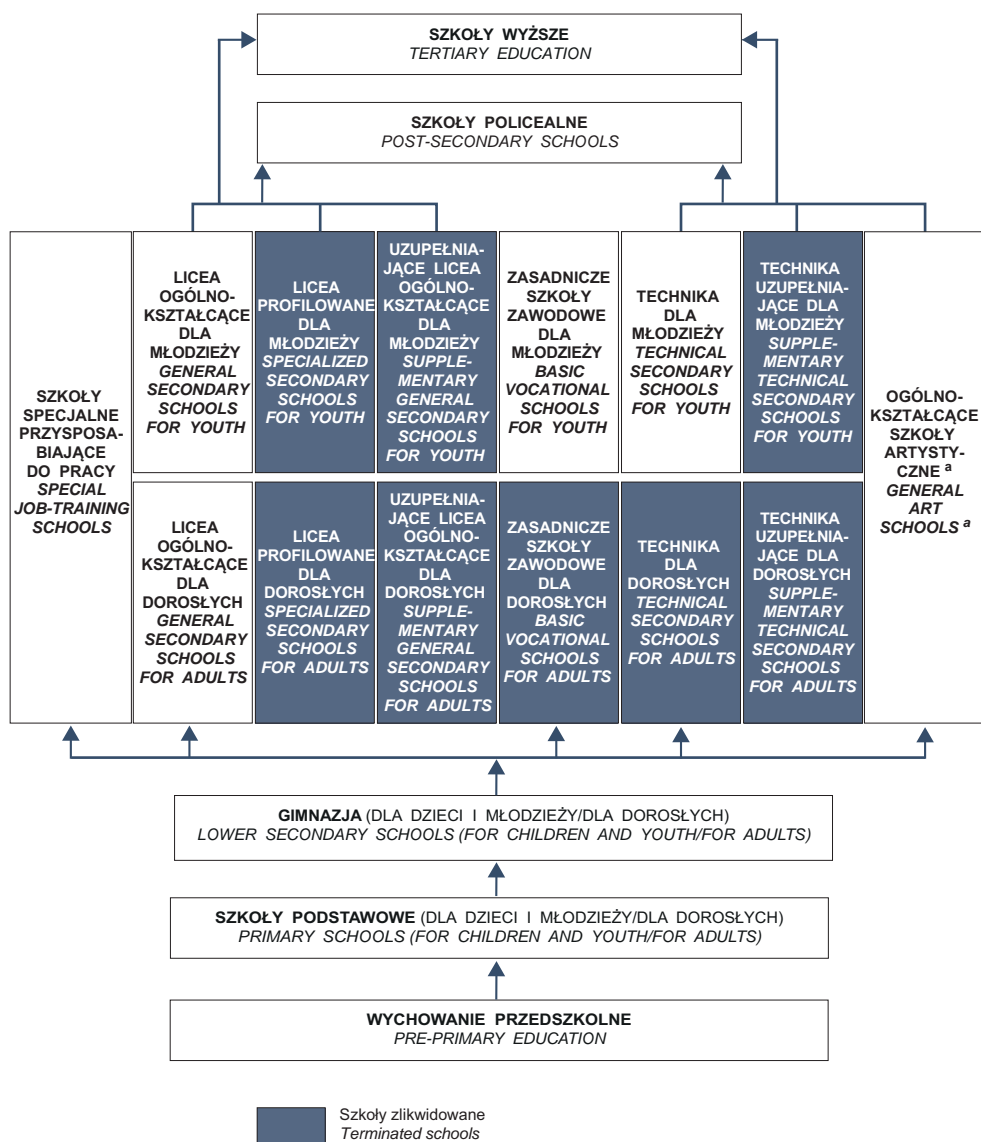 SZKOŁY WYŻSZE
TERTIARY EDUCATION
SZKOŁY POLICEALNE
POST-SECONDARY SCHOOLS
SZKOŁY
SPECJALNE
PRZYSPOSA-
BIAJĄCE
DO PRACY
SPECIAL
JOB-TRAINING
SCHOOLS
LICEA
OGÓLNO-
KSZTAŁCĄCE
DLA
MŁODZIEŻY
GENERAL
SECONDARY
SCHOOLS
FOR YOUTH
LICEA
PROFILOWANE
DLA
MŁODZIEŻY
SPECIALIZED
SECONDARY
SCHOOLS
FOR YOUTH
UZUPEŁNIA-
JĄCE LICEA
OGÓLNO-
KSZTAŁCĄCE
DLA
MŁODZIEŻY
SUPPLE-
MENTARY
GENERAL
SECONDARY
SCHOOLS
FOR YOUTH
ZASADNICZE
SZKOŁY
ZAWODOWE
DLA
MŁODZIEŻY
BASIC
VOCATIONAL
SCHOOLS
FOR YOUTH
TECHNIKA
DLA
MŁODZIEŻY
TECHNICAL
SECONDARY
SCHOOLS
FOR YOUTH
TECHNIKA
UZUPEŁNIA-
JĄCE DLA
MŁODZIEŻY
SUPPLE-
MENTARY
TECHNICAL
SECONDARY
SCHOOLS
FOR YOUTH
OGÓLNO-
KSZTAŁCĄCE
SZKOŁY
ARTYSTY-
CZNE a
GENERAL
ART
SCHOOLS a
LICEA
OGÓLNO-
KSZTAŁCĄCE
DLA
DOROSŁYCH
GENERAL
SECONDARY
SCHOOLS
FOR ADULTS
LICEA
PROFILOWANE
DLA
DOROSŁYCH
SPECIALIZED
SECONDARY
SCHOOLS
FOR ADULTS
UZUPEŁNIA-
JĄCE LICEA
OGÓLNO-
KSZTAŁCĄCE
DLA
DOROSŁYCH
SUPPLE-
MENTARY
GENERAL
SECONDARY
SCHOOLS
FOR ADULTS
ZASADNICZE
SZKOŁY
ZAWODOWE
DLA
DOROSŁYCH
BASIC
VOCATIONAL
SCHOOLS
FOR ADULTS
TECHNIKA
DLA
DOROSŁYCH
TECHNICAL
SECONDARY
SCHOOLS
FOR ADULTS
TECHNIKA
UZUPEŁNIA-
JĄCE DLA
DOROSŁYCH
SUPPLE-
MENTARY
TECHNICAL
SECONDARY
SCHOOLS
FOR ADULTS
GIMNAZJA (DLA DZIECI I MŁODZIEŻY/DLA DOROSŁYCH)
LOWER SECONDARY SCHOOLS (FOR CHILDREN AND YOUTH/FOR ADULTS)
SZKOŁY PODSTAWOWE (DLA DZIECI I MŁODZIEŻY/DLA DOROSŁYCH)
PRIMARY SCHOOLS (FOR CHILDREN AND YOUTH/FOR ADULTS)
WYCHOWANIE PRZEDSZKOLNE
PRE-PRIMARY EDUCATION
Szkoły zlikwidowane
Terminated schools